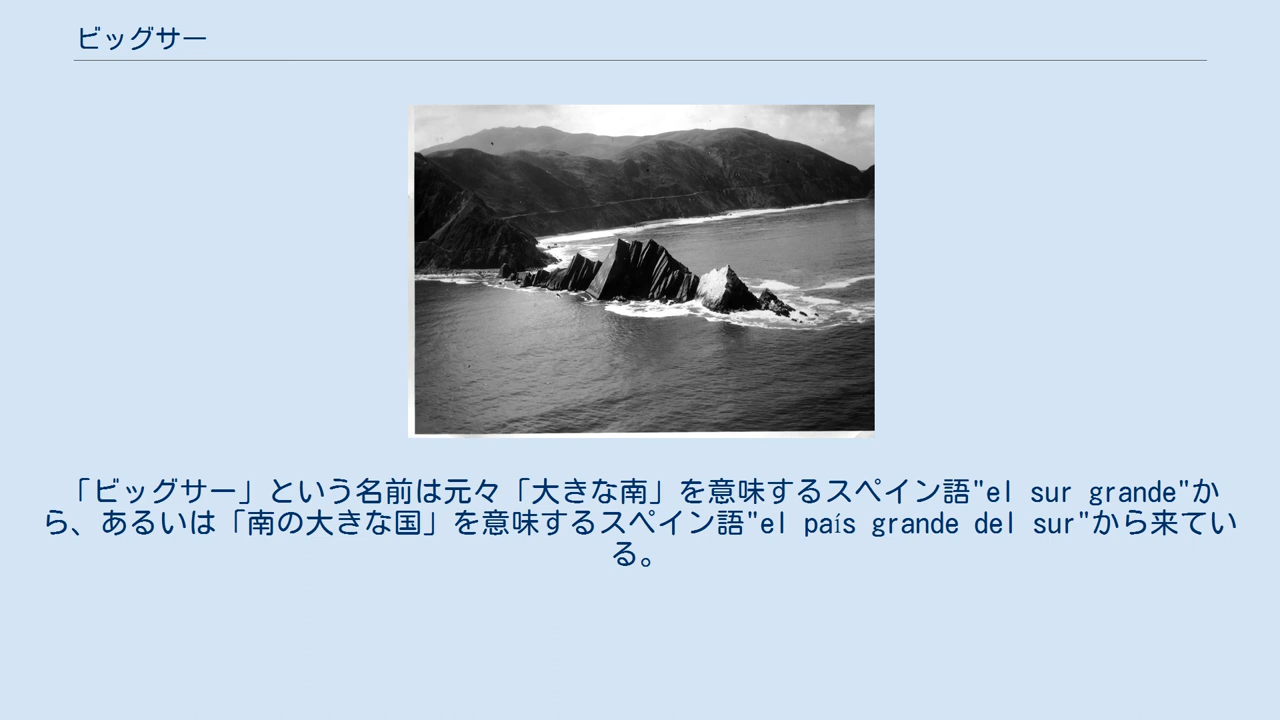 ビッグサー
「ビッグサー」という名前は元々「大きな南」を意味するスペイン語"el sur grande"か
ら、あるいは「南の大きな国」を意味するスペイン語"el país grande del sur"から来てい
る。